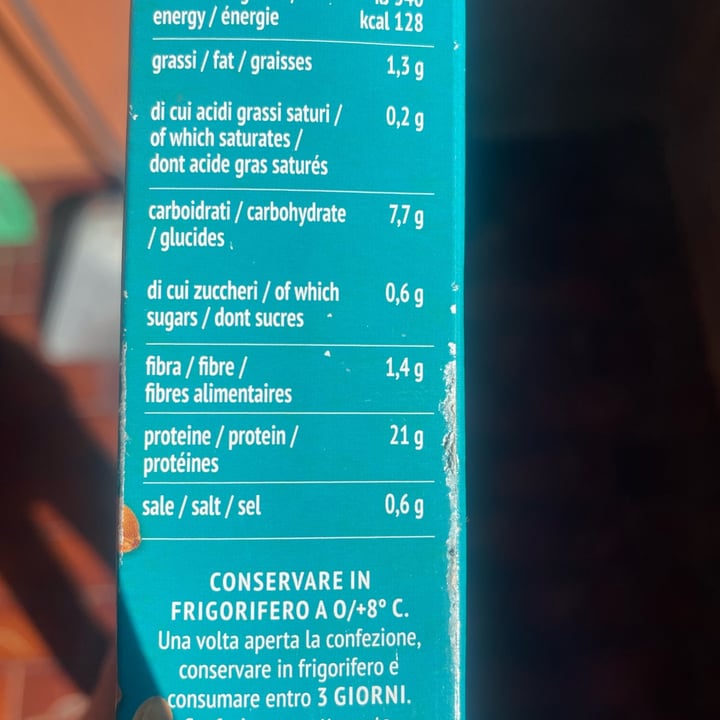 energy / énergie kcal 128
grassi / fat / graisses 1,3 g
di cui acidi grassi saturi / 0,2 g
of which saturates /
dont acide gras saturés
carboidrati / carbohydrate 7,7 g
/ glucides
di cui zuccheri / of which 0,6 g
sugars / dont sucres
fibra / fibre / 1,4 g
fibres alimentaires
proteine / protein / 21 g
protéines
sale / salt / sel 0,6 g
CONSERVARE IN
FRIGORIFERO A 0/+8° C.
Una volta aperta la confezione,
conservare in frigorifero e
consumare entro 3 GIORNI.